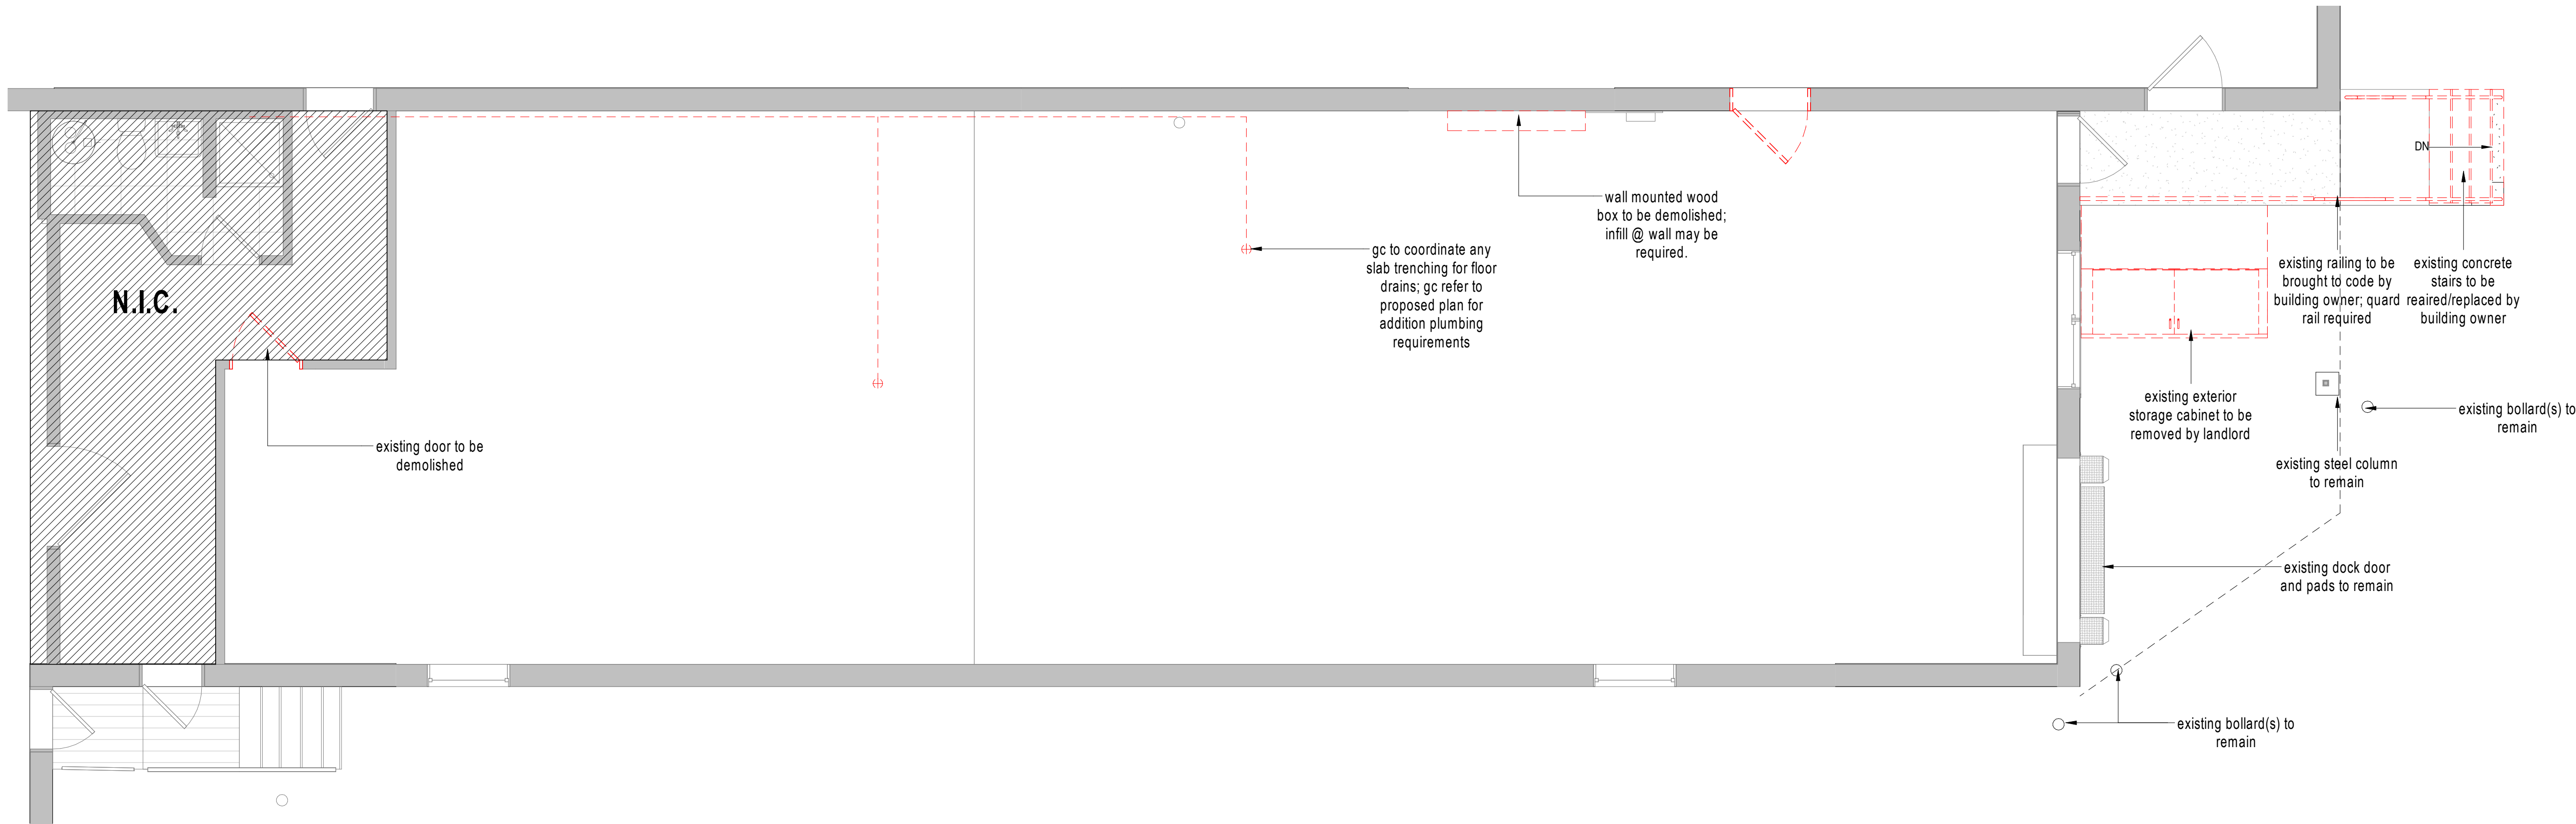 DN
wall mounted wood
box to be demolished;
infill @ wall may be
required.
gc to coordinate any
slab trenching for floor
drains; gc refer to
proposed plan for
addition plumbing
requirements
existing railing to be
brought to code by
building owner; quard
rail required
existing concrete
stairs to be
reaired/replaced by
building owner
N.I.C.
existing exterior
storage cabinet to be
removed by landlord
existing bollard(s) to
remain
existing door to be
demolished
existing steel column
to remain
existing dock door
and pads to remain
existing bollard(s) to
remain